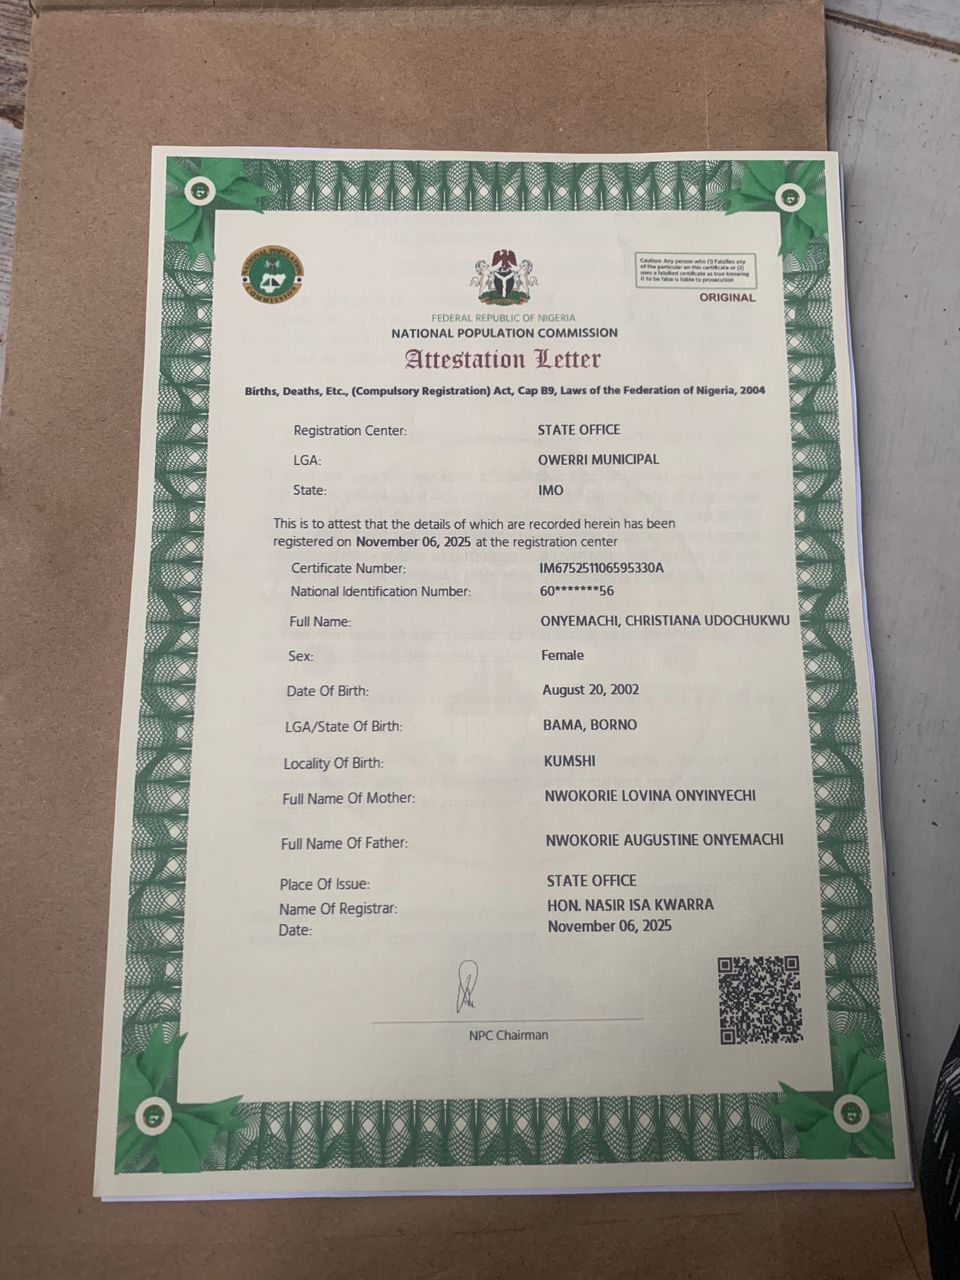 NATIONAL POPULATION
COMMISSION
Caution: Any person who (1) Falsifies any
of the particular on this certificate or (2)
uses a falsified certificate as true knowing
it to be false is liable to prosecution
ORIGINAL
FEDERAL REPUBLIC OF NIGERIA
NATIONAL POPULATION COMMISSION
Attestation Letter
Births, Deaths, Etc., (Compulsory Registration) Act, Cap B9, Laws of the Federation of Nigeria, 2004
Registration Center: STATE OFFICE
LGA: OWERRI MUNICIPAL
State: IMO
This is to attest that the details of which are recorded herein has been
registered on November 06, 2025 at the registration center
Certificate Number: IM675251106595330A
National Identification Number: 60*******56
Full Name: ONYEMACHI, CHRISTIANA UDOCHUKWU
Sex: Female
Date Of Birth: August 20, 2002
LGA/State Of Birth: BAMA, BORNO
Locality Of Birth: KUMSHI
Full Name Of Mother: NWOKORIE LOVINA ONYINYECHI
Full Name Of Father: NWOKORIE AUGUSTINE ONYEMACHI
Place Of Issue: STATE OFFICE
Name Of Registrar: HON. NASIR ISA KWARRA
Date: November 06, 2025
NPC Chairman